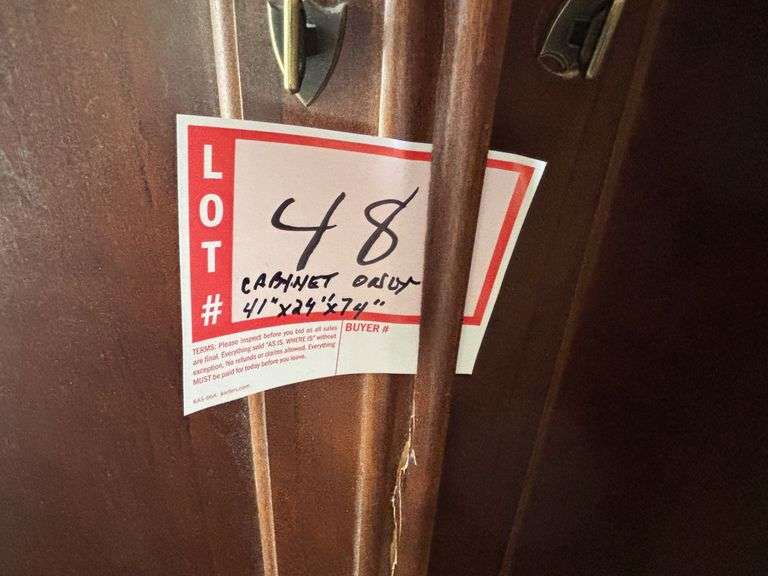 LOT #
48
CABINET ONLY
41"x24"x74"
TERMS: Please inspect before you bid as all sales
are final. Everything sold "AS IS, WHERE IS" without
exception. No refunds or claims allowed. Everything
MUST be paid for today before you leave.
BUYER #